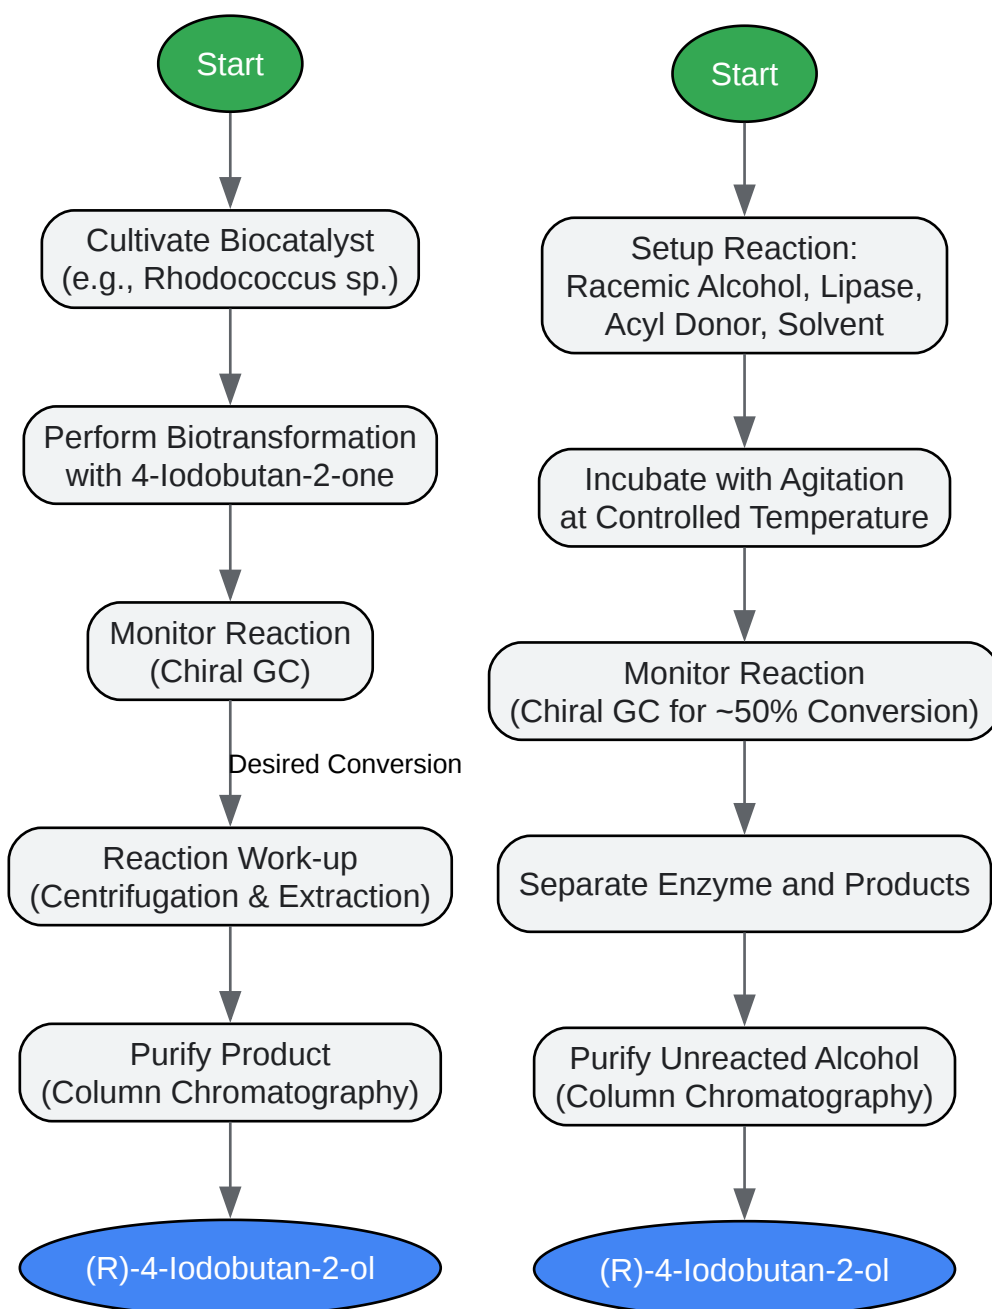 Start
Cultivate Biocatalyst
(e.g., Rhodococcus sp.)
Perform Biotransformation
with 4-Iodobutan-2-one
Monitor Reaction
(Chiral GC)
Desired Conversion
Reaction Work-up
(Centrifugation & Extraction)
Purify Product
(Column Chromatography)
(R)-4-Iodobutan-2-ol
Start
Setup Reaction:
Racemic Alcohol, Lipase,
Acyl Donor, Solvent
Incubate with Agitation
at Controlled Temperature
Monitor Reaction
(Chiral GC for ~50% Conversion)
Separate Enzyme and Products
Purify Unreacted Alcohol
(Column Chromatography)
(R)-4-Iodobutan-2-ol